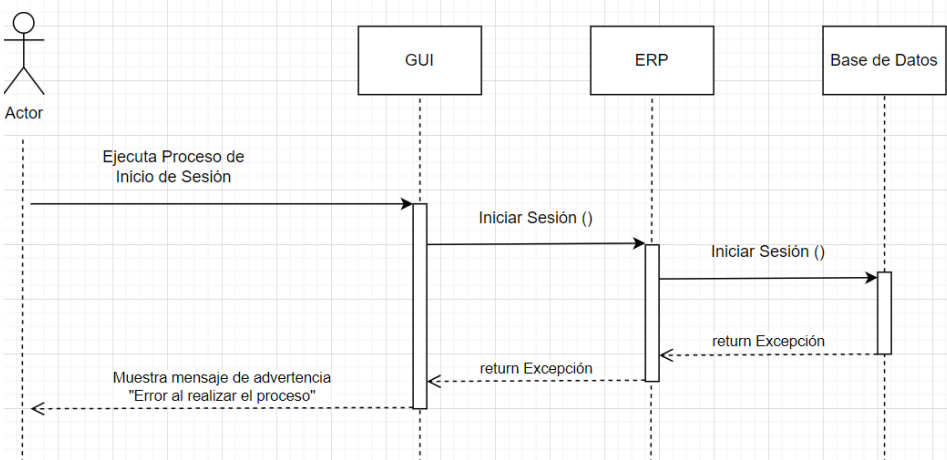 GUI
ERP
Base de Datos
Actor
Ejecuta Proceso de
Inicio de Sesión
Iniciar Sesión ()
Iniciar Sesión ()
return Excepción
return Excepción
Muestra mensaje de advertencia
"Error al realizar el proceso"